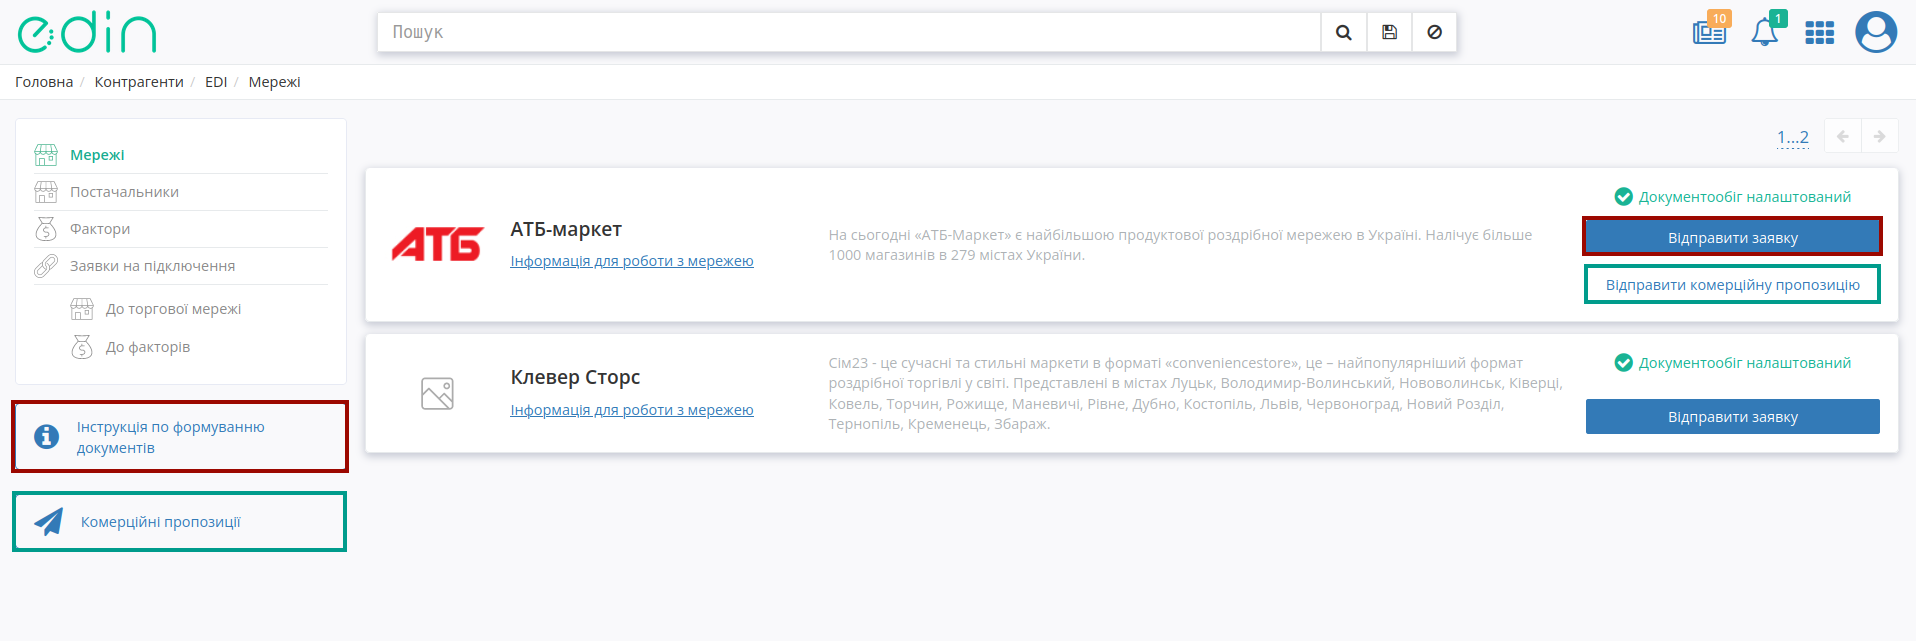 edin
Пошук
10
1
Головна / Контрагенти / EDI / Мережі
Мережі
Постачальники
Фактори
Заявки на підключення
До торгової мережі
До факторів
Інструкція по формуванню
документів
Комерційні пропозиції
1...2
АТБ
АТБ-маркет
Інформація для роботи з мережею
На сьогодні «АТБ-Маркет» є найбільшою продуктової роздрібної мережею в Україні. Налічує більше
1000 магазинів в 279 містах України.
Документообіг налаштований
Відправити заявку
Відправити комерційну пропозицію
Клевер Сторс
Інформація для роботи з мережею
Сім23 - це сучасні та стильні маркети в форматі «conveniencestore», це – найпопулярніший формат
роздрібної торгівлі у світі. Представлені в містах Луцьк, Володимир-Волинський, Нововолинськ, Ківерці,
Ковель, Торчин, Рожище, Маневичі, Рівне, Дубно, Костопіль, Львів, Червоноград, Новий Розділ,
Тернопіль, Кременець, Збараж.
Документообіг налаштований
Відправити заявку